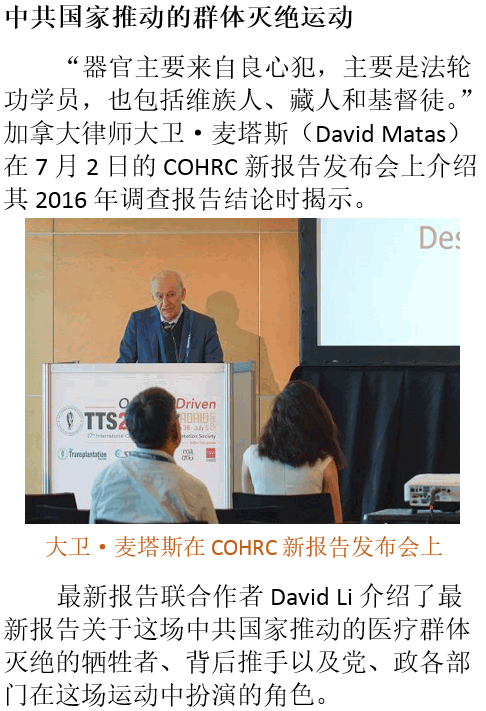 中共国家推动的群体灭绝运动
“器官主要来自良心犯，主要是法轮
功学员，也包括维族人、藏人和基督徒。”
加拿大律师大卫·麦塔斯（David Matas）
在 7 月 2 日的 COHRC 新报告发布会上介绍
其 2016 年调查报告结论时揭示。
Des
Driven
TTS
27th International
Transplantation
大卫·麦塔斯在 COHRC 新报告发布会上
最新报告联合作者 David Li 介绍了最
新报告关于这场中共国家推动的医疗群体
灭绝的牺牲者、背后推手以及党、政各部
门在这场运动中扮演的角色。